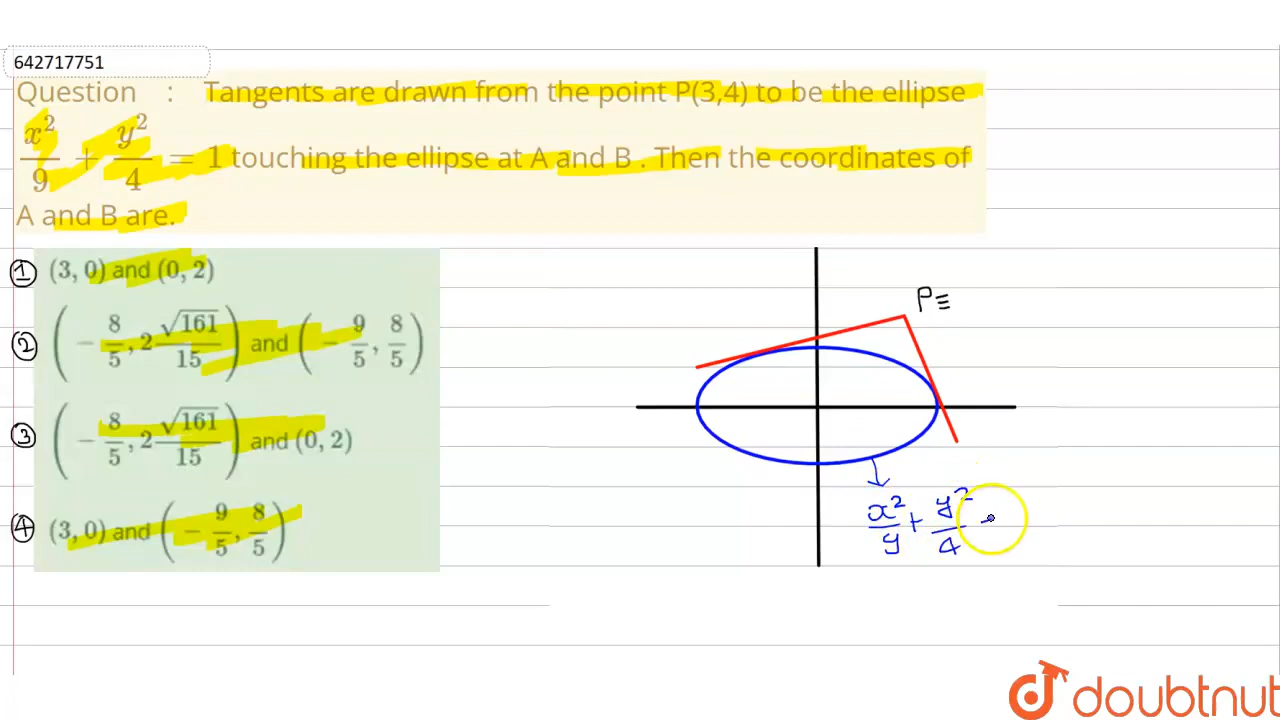 642717751
Question : Tangents are drawn from the point P(3,4) to be the ellipse
x²/9 + y²/4 = 1 touching the ellipse at A and B . Then the coordinates of
A and B are.
① (3, 0) and (0, 2)
② (−8/5, 2√161/15) and (−9/5, 8/5)
③ (−8/5, 2√161/15) and (0, 2)
④ (3, 0) and (−9/5, 8/5)
P≡
x²/y + y²/4 -
doubtnut